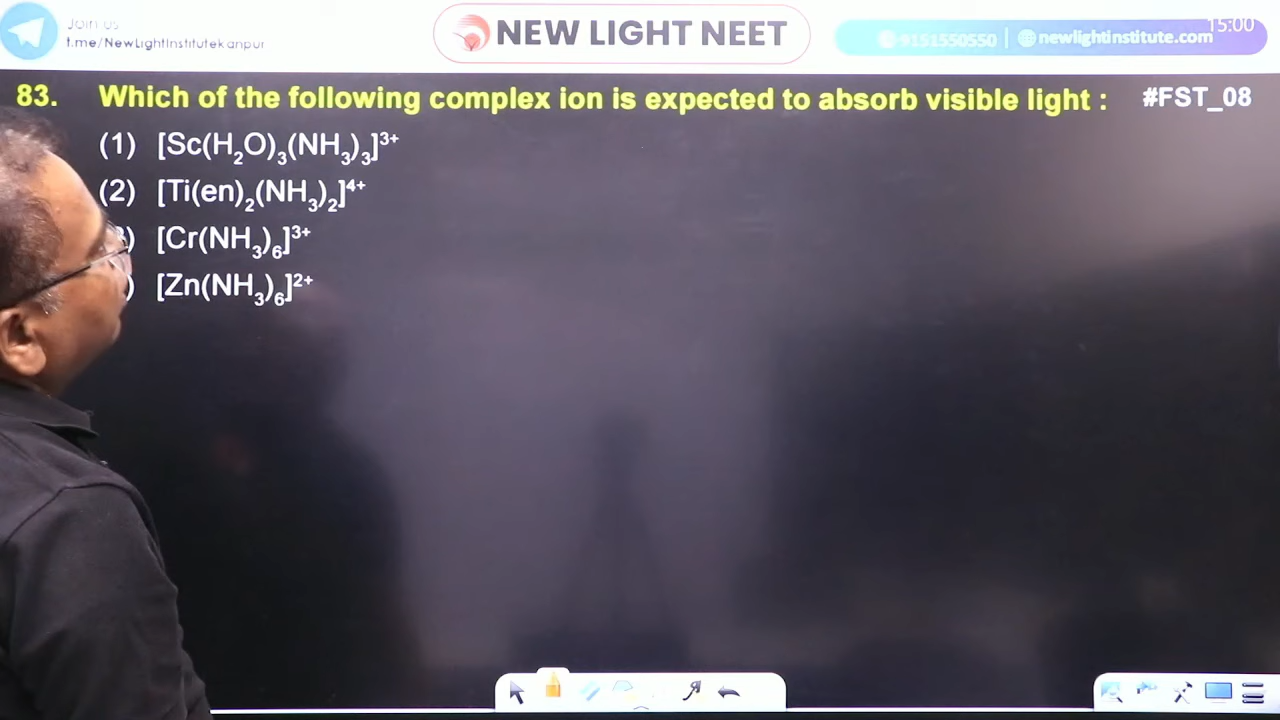 Join us
t.me/NewLightInstitutekanpur
NEW LIGHT NEET
9151550550 | newlightinstitute.com
15:00
83. Which of the following complex ion is expected to absorb visible light : #FST_08
(1) [Sc(H₂O)₃(NH₃)₃]³⁺
(2) [Ti(en)₂(NH₃)₂]⁴⁺
) [Cr(NH₃)₆]³⁺
) [Zn(NH₃)₆]²⁺